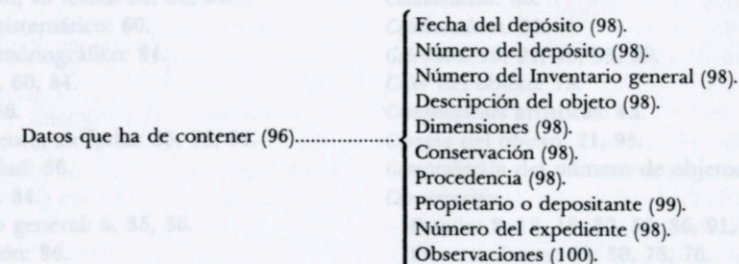 Fecha del depósito (98).
Número del depósito (98).
Número del Inventario general (98).
Descripción del objeto (98).
Dimensiones (98).
Datos que ha de contener (96)
Conservación (98).
Procedencia (98).
Propietario o depositante (99).
Número del expediente (98).
Observaciones (100).